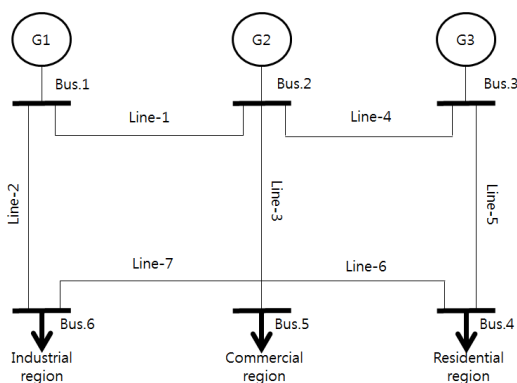 G1
G2
G3
Bus.1
Bus.2
Bus.3
Line-1
Line-4
Line-2
Line-3
Line-5
Line-7
Line-6
Bus.6
Bus.5
Bus.4
Industrial
region
Commercial
region
Residential
region